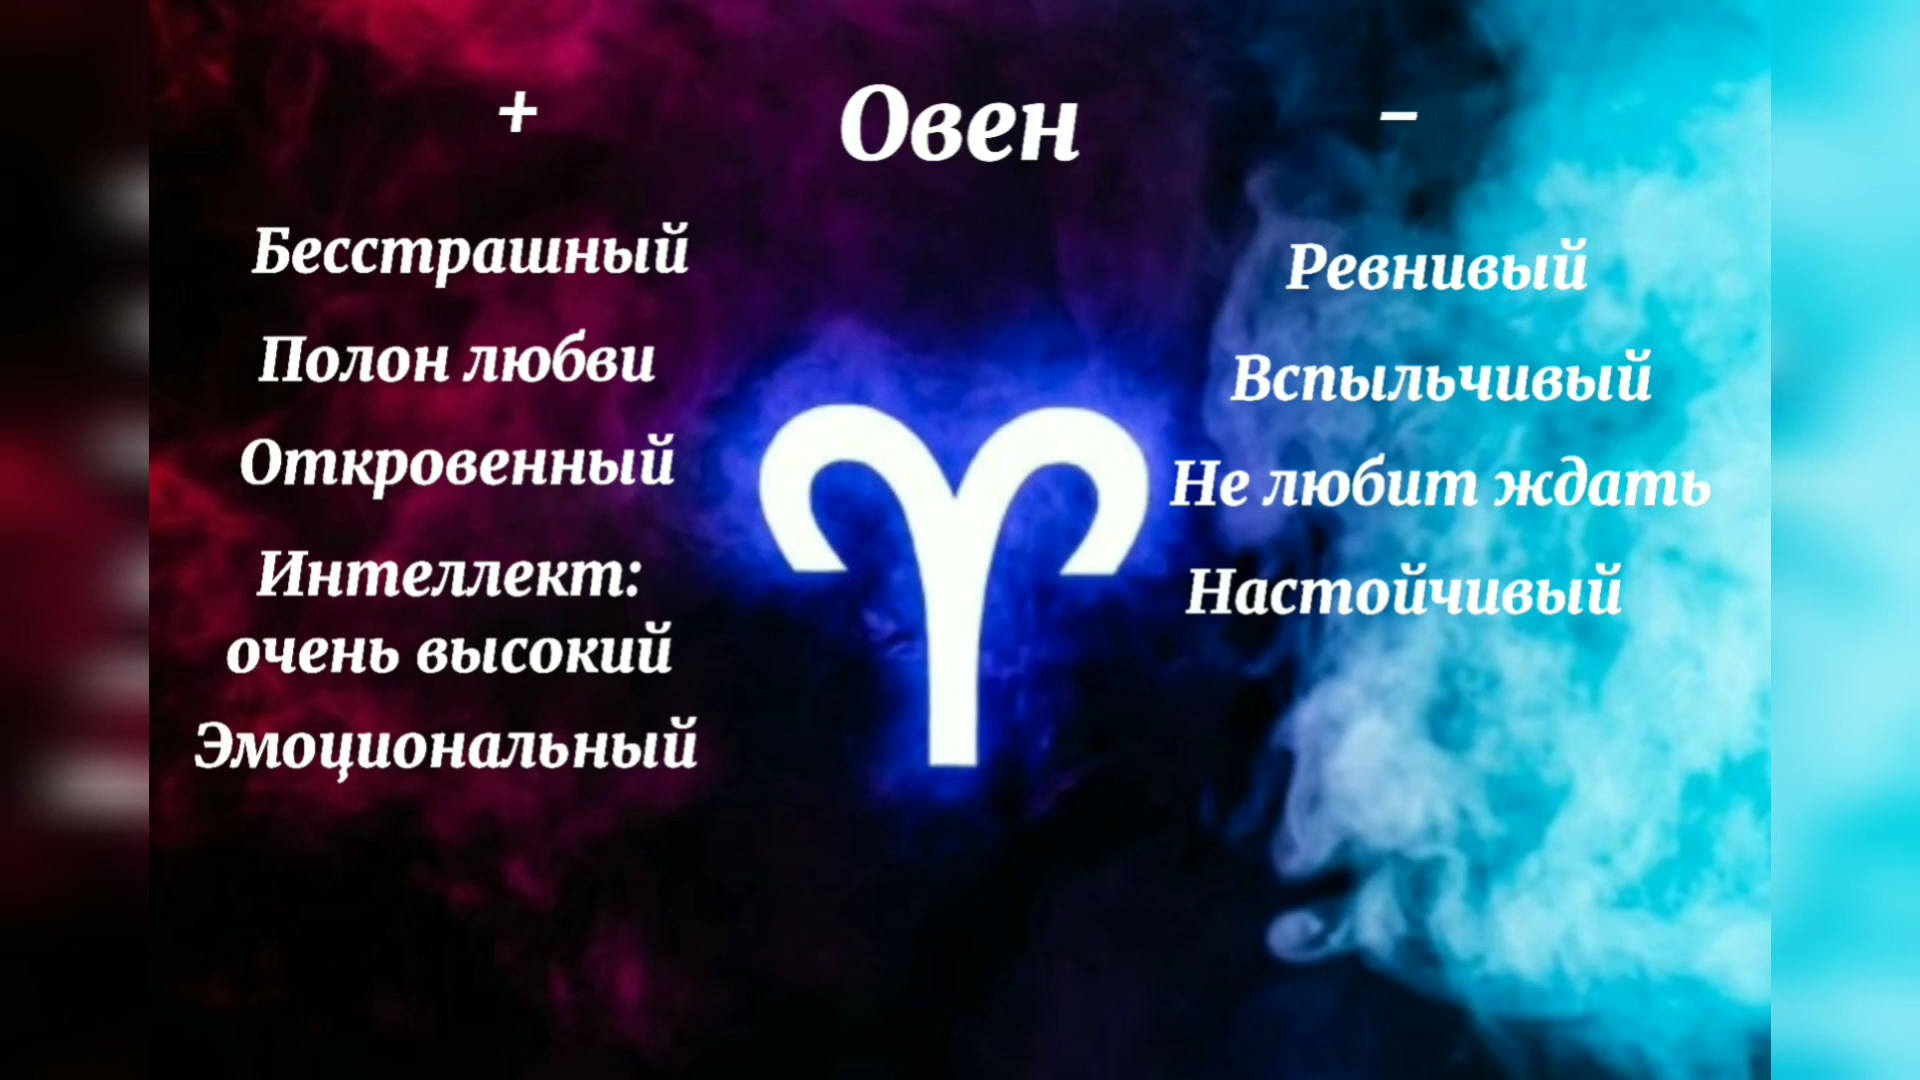 +
Овен
–
Бесстрашный
Полон любви
Откровенный
Интеллект:
очень высокий
Эмоциональный
Ревнивый
Вспыльчивый
Не любит ждать
Настойчивый